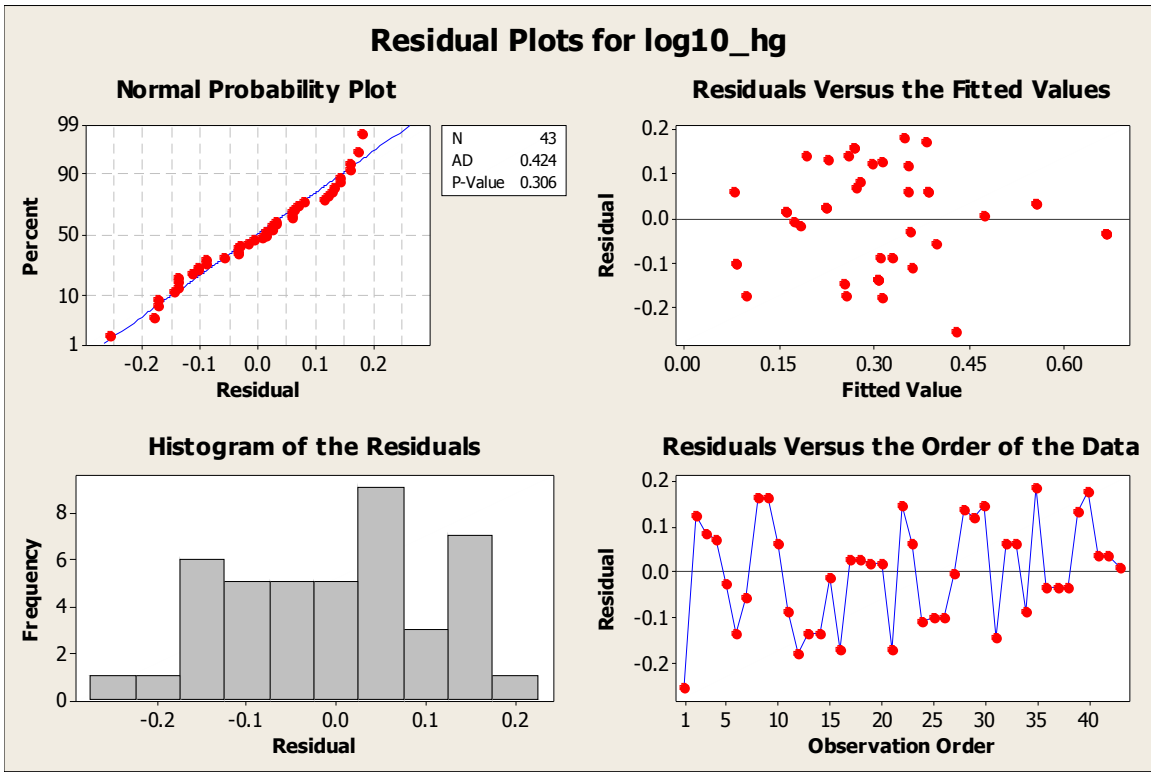 Residual Plots for log10_hg
Normal Probability Plot
99
90
50
10
1
Percent
-0.2 -0.1 0.0 0.1 0.2
Residual
N 43
AD 0.424
P-Value 0.306
Residuals Versus the Fitted Values
0.2
0.1
0.0
-0.1
-0.2
Residual
0.00 0.15 0.30 0.45 0.60
Fitted Value
Histogram of the Residuals
8
6
4
2
0
Frequency
-0.2 -0.1 0.0 0.1 0.2
Residual
Residuals Versus the Order of the Data
0.2
0.1
0.0
-0.1
-0.2
Residual
1 5 10 15 20 25 30 35 40
Observation Order